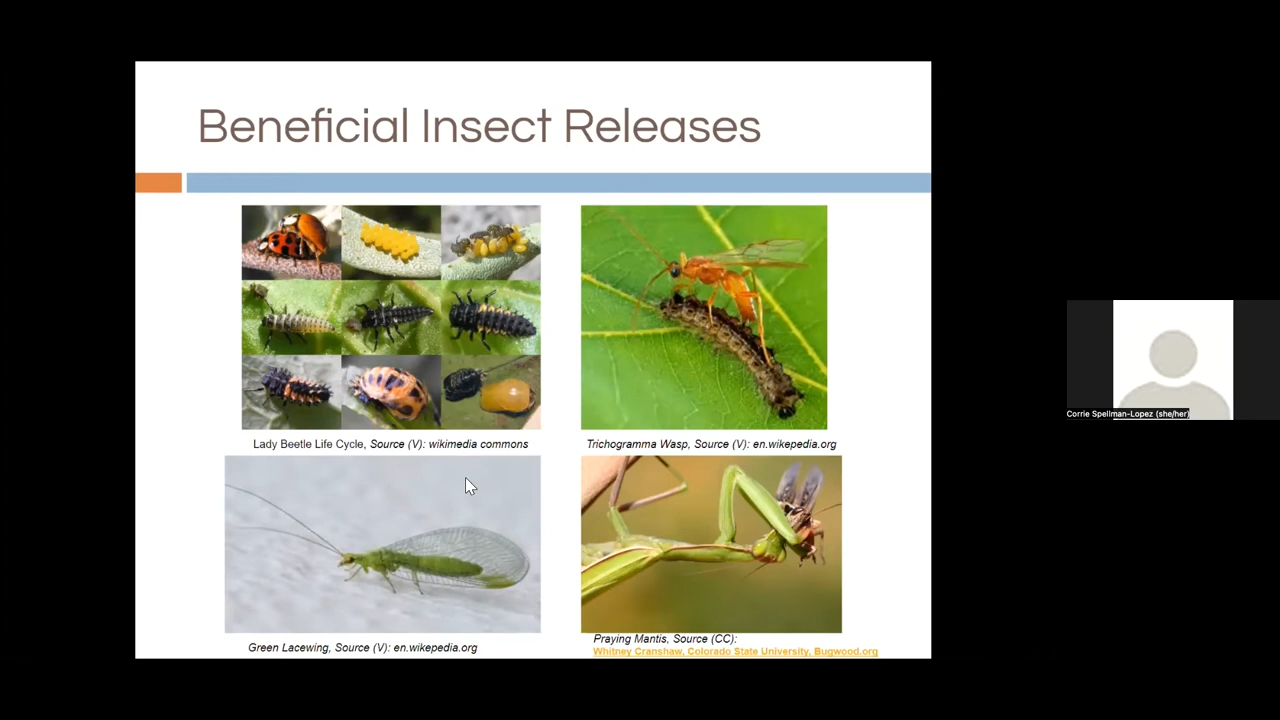 Beneficial Insect Releases
Lady Beetle Life Cycle, Source (V): wikimedia commons
Trichogramma Wasp, Source (V): en.wikepedia.org
Corrie Spellman-Lopez (she/her)
Green Lacewing, Source (V): en.wikepedia.org
Praying Mantis, Source (CC):
Whitney Cranshaw, Colorado State University, Bugwood.org